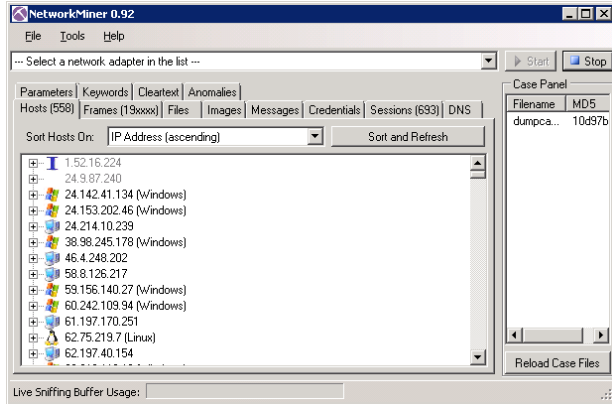 NetworkMiner 0.92
File Tools Help
--- Select a network adapter in the list ---
Start
Stop
Parameters Keywords Cleartext Anomalies
Hosts (558) Frames (19xxxx) Files Images Messages Credentials Sessions (693) DNS
Sort Hosts On: IP Address (ascending) Sort and Refresh
1.52.16.224
24.9.87.240
24.142.41.134 (Windows)
24.153.202.46 (Windows)
24.214.10.239
38.98.245.178 (Windows)
46.4.248.202
58.8.126.217
59.156.140.27 (Windows)
60.242.109.94 (Windows)
61.197.170.251
62.75.219.7 (Linux)
62.197.40.154
Case Panel
Filename MD5
dumpca... 10d97b
Reload Case Files
Live Sniffing Buffer Usage: